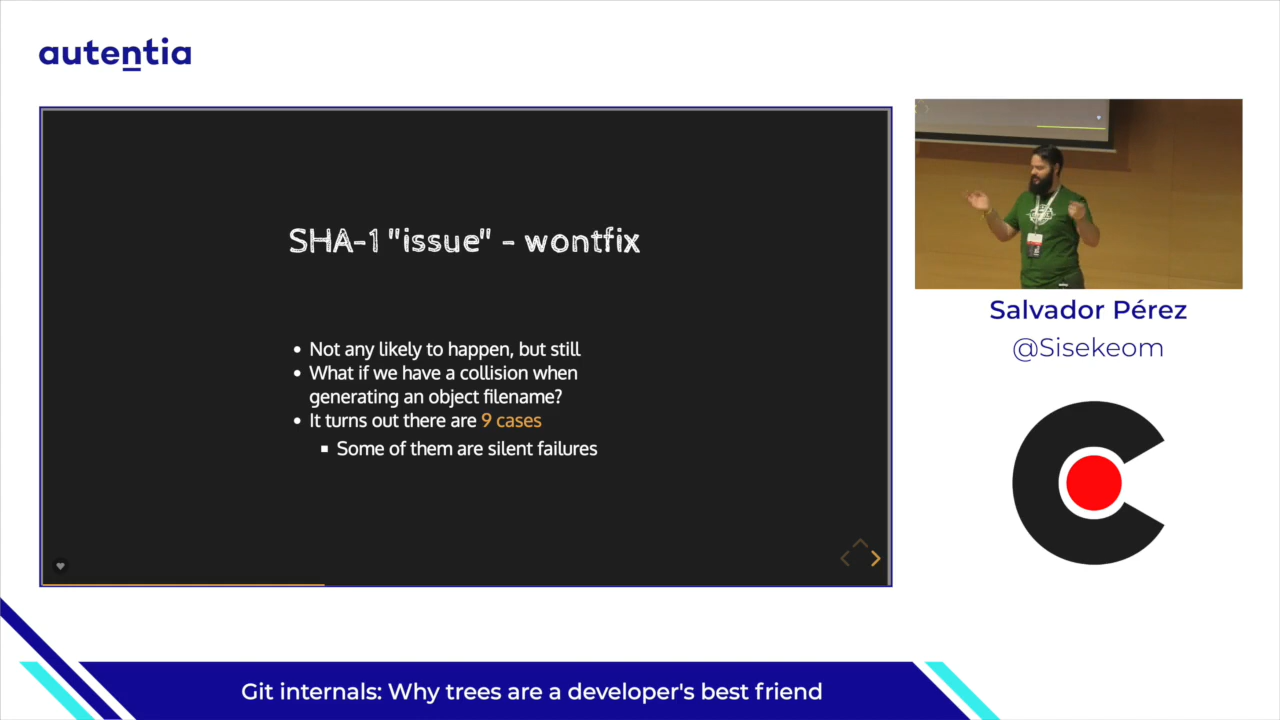 autentia
SHA-1 "issue" - wontfix
Not any likely to happen, but still
What if we have a collision when
generating an object filename?
It turns out there are 9 cases
Some of them are silent failures
Salvador Pérez
@Sisekeom
Git internals: Why trees are a developer's best friend